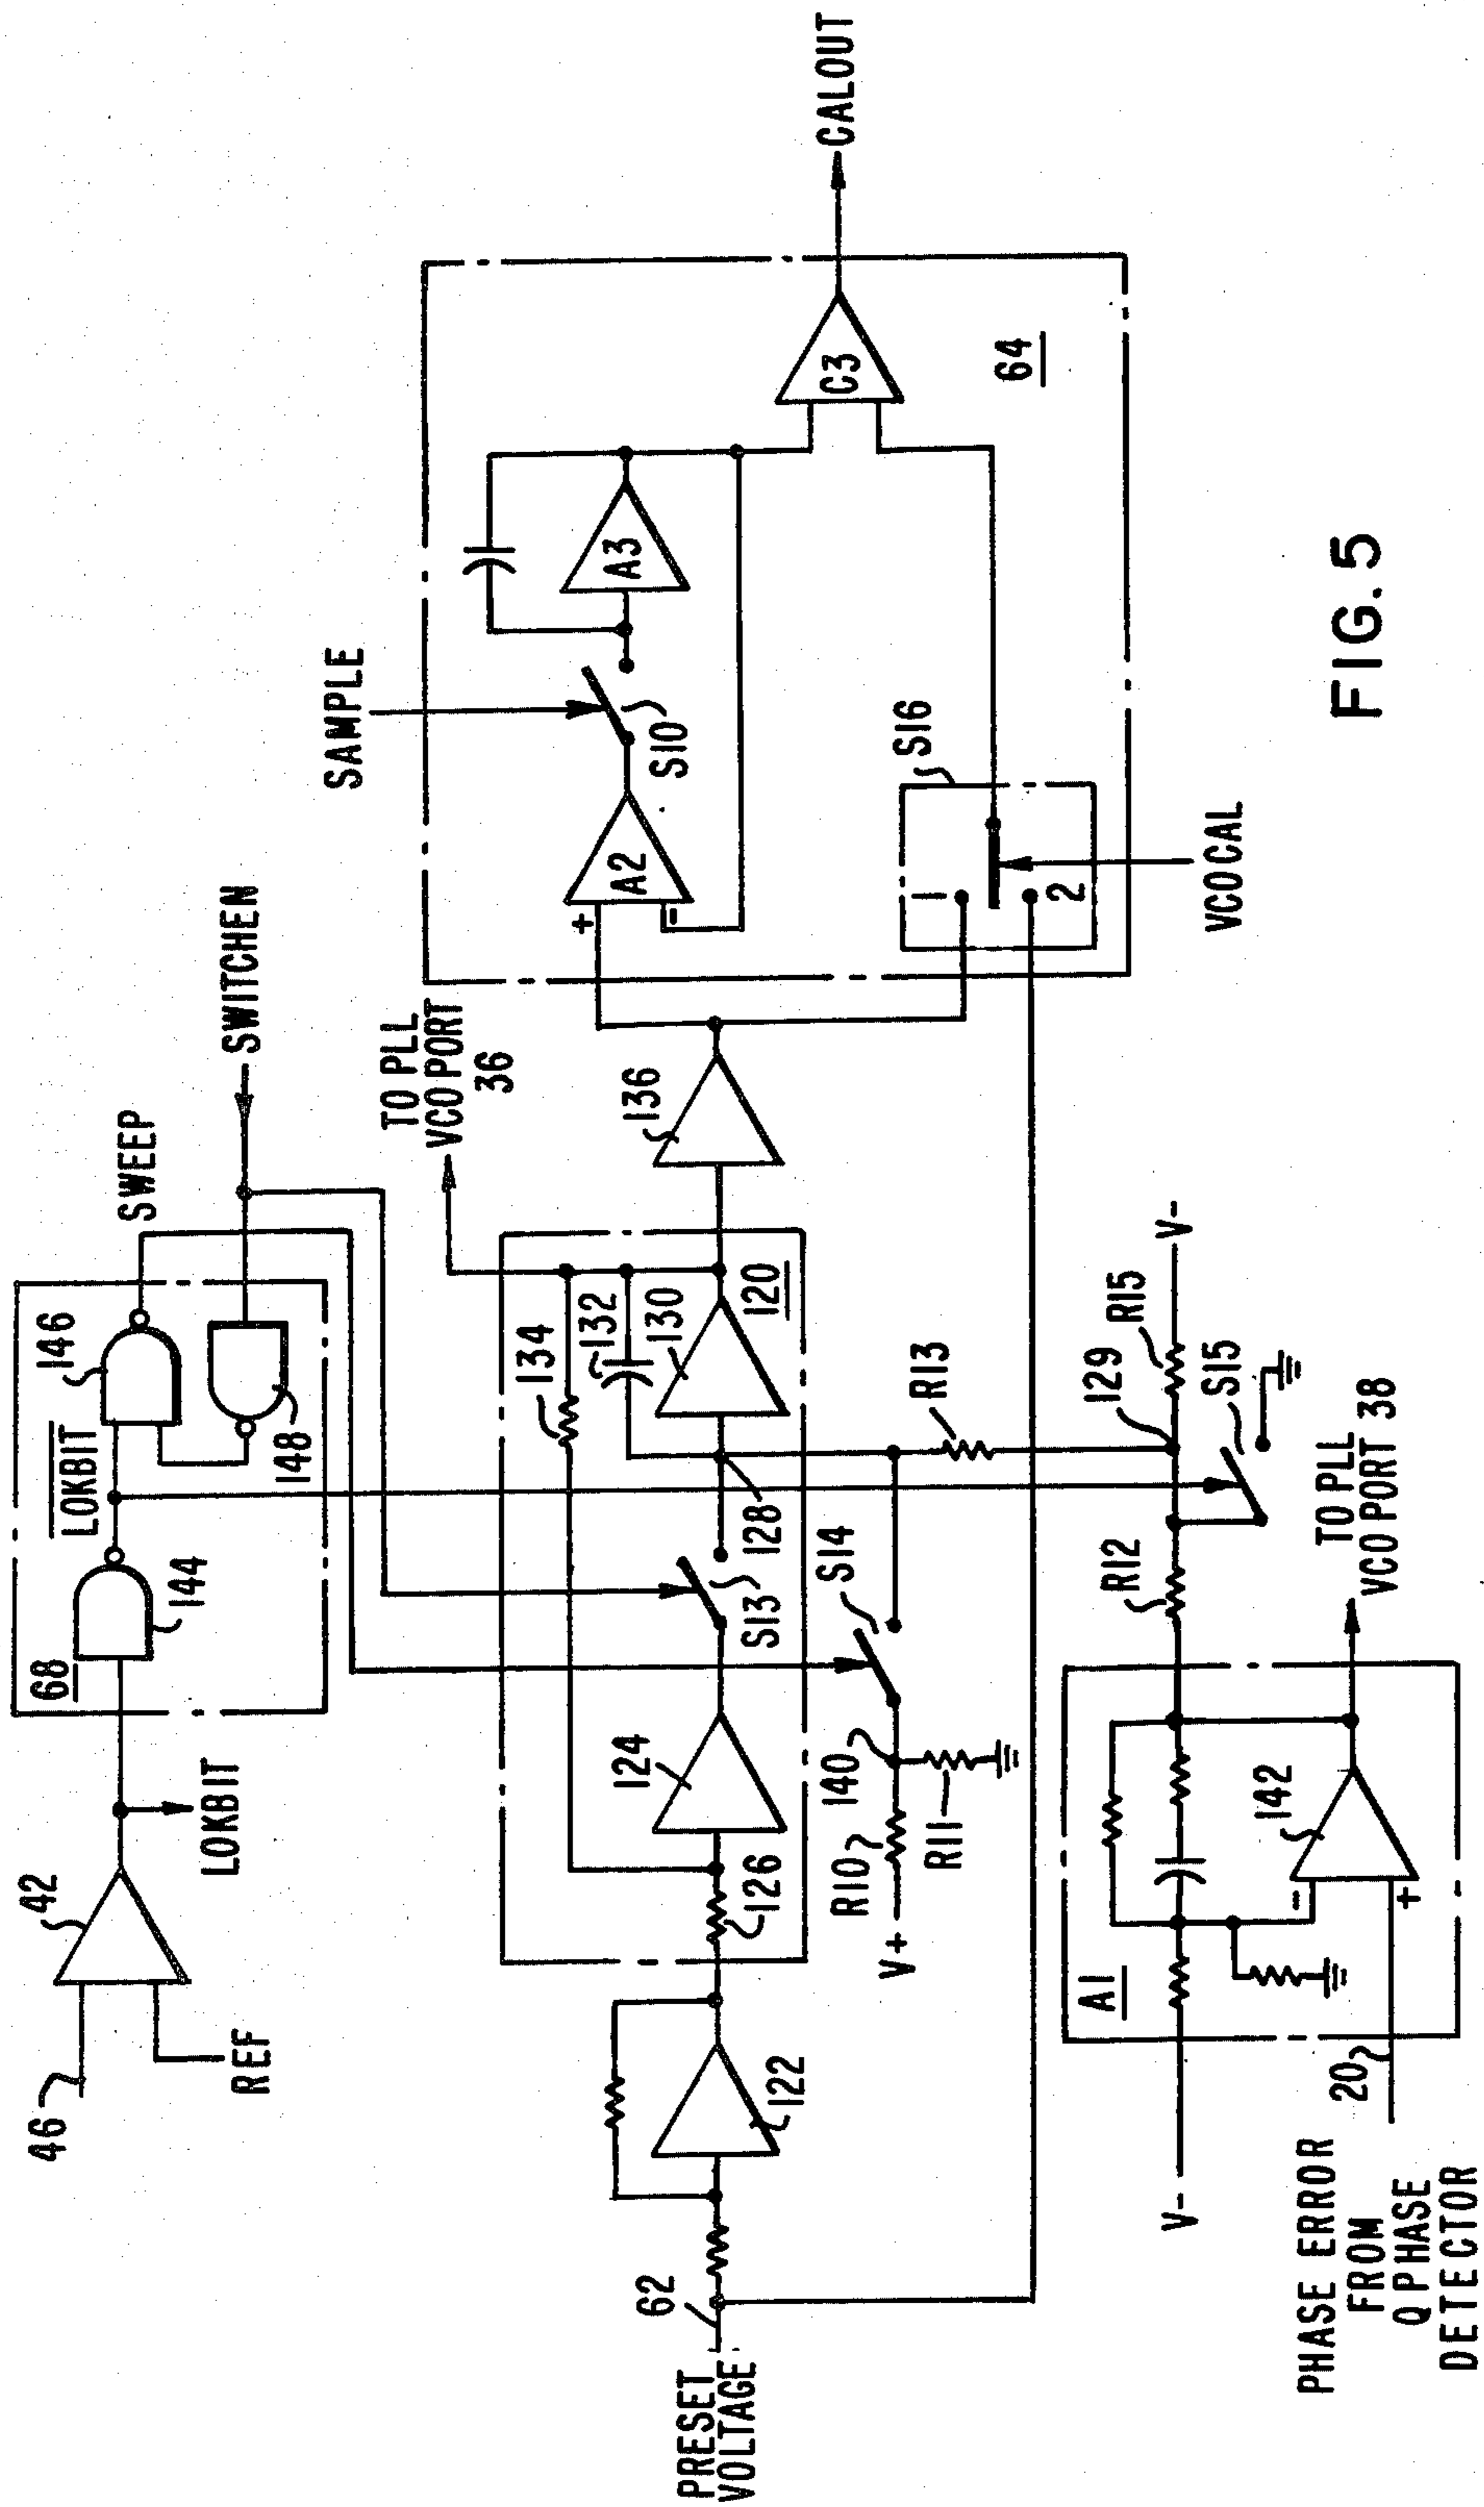 46
42
REF
LOKBIT
68
144
LOKBIT
146
148
SWEEP
SWITCHEN
TO PLL
VCO PORT
36
SAMPLE
PRESET
VOLTAGE
62
122
126
124
S13
128
134
132
130
120
136
+
-
A2
S10
A3
C3
CALOUT
64
S16
1
2
VCO CAL
V+
R10
R11
140
S14
R13
V-
A1
142
-
+
20
PHASE ERROR
FROM
Q PHASE
DETECTOR
R12
129
R15
V-
S15
TO PLL
VCO PORT 38
FIG. 5